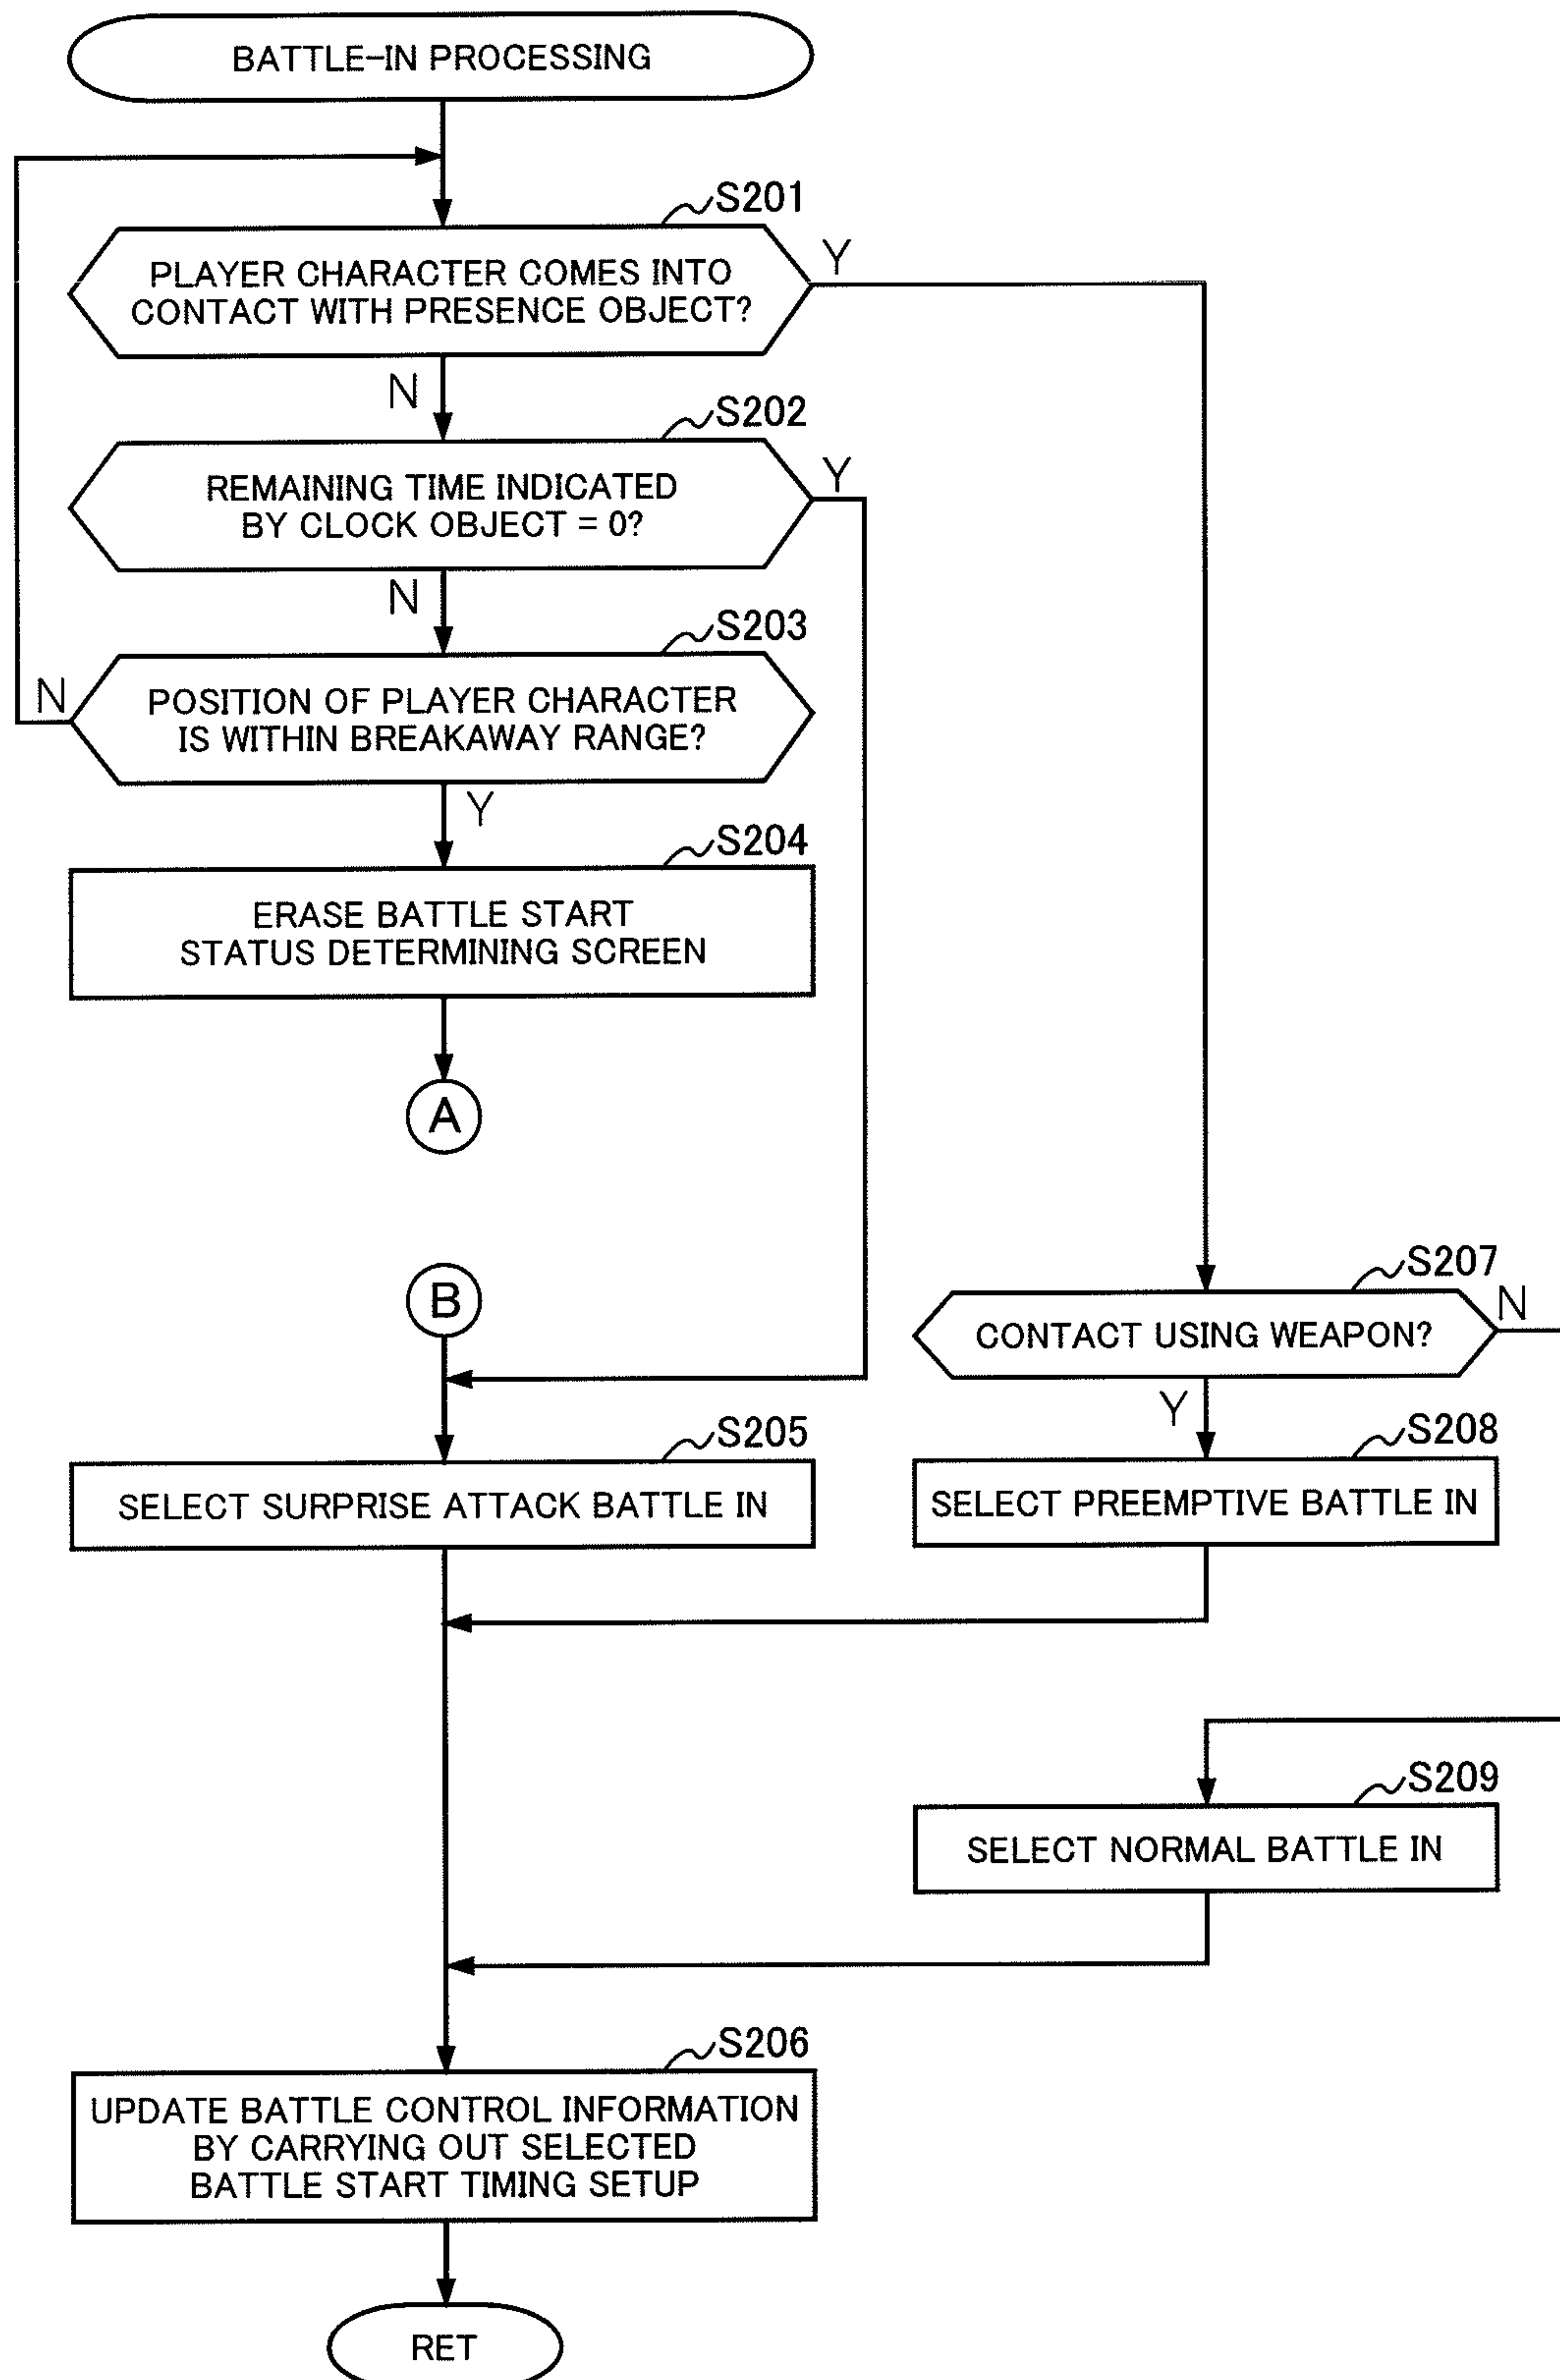 BATTLE-IN PROCESSING
S201
PLAYER CHARACTER COMES INTO
CONTACT WITH PRESENCE OBJECT?
Y
N
S202
REMAINING TIME INDICATED
BY CLOCK OBJECT = 0?
Y
N
S203
POSITION OF PLAYER CHARACTER
IS WITHIN BREAKAWAY RANGE?
N
Y
S204
ERASE BATTLE START
STATUS DETERMINING SCREEN
A
B
S207
CONTACT USING WEAPON?
N
Y
S205
SELECT SURPRISE ATTACK BATTLE IN
S208
SELECT PREEMPTIVE BATTLE IN
S209
SELECT NORMAL BATTLE IN
S206
UPDATE BATTLE CONTROL INFORMATION
BY CARRYING OUT SELECTED
BATTLE START TIMING SETUP
RET